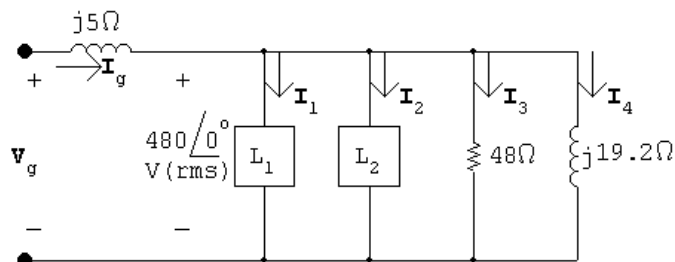 j5Ω
+ I_g +
I_1 I_2 I_3 I_4
480/0°
V(rms)
V_g
L_1 L_2 48Ω j19.2Ω
− −